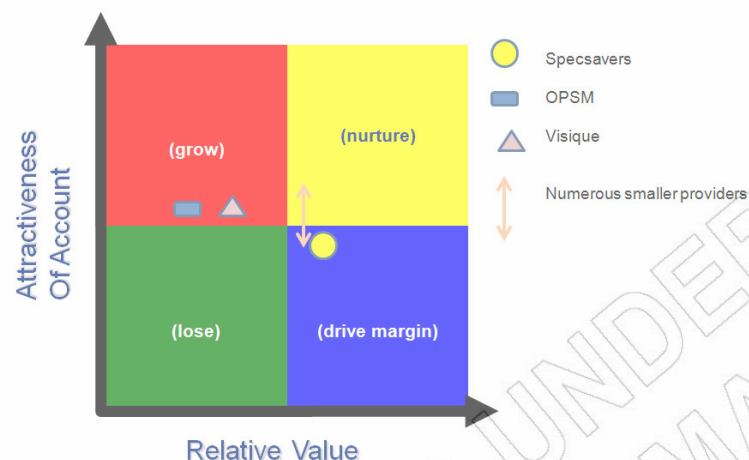 Attractiveness
Of Account
(grow)
(nurture)
(lose)
(drive margin)
Relative Value
Specsavers
OPSM
Visique
Numerous smaller providers